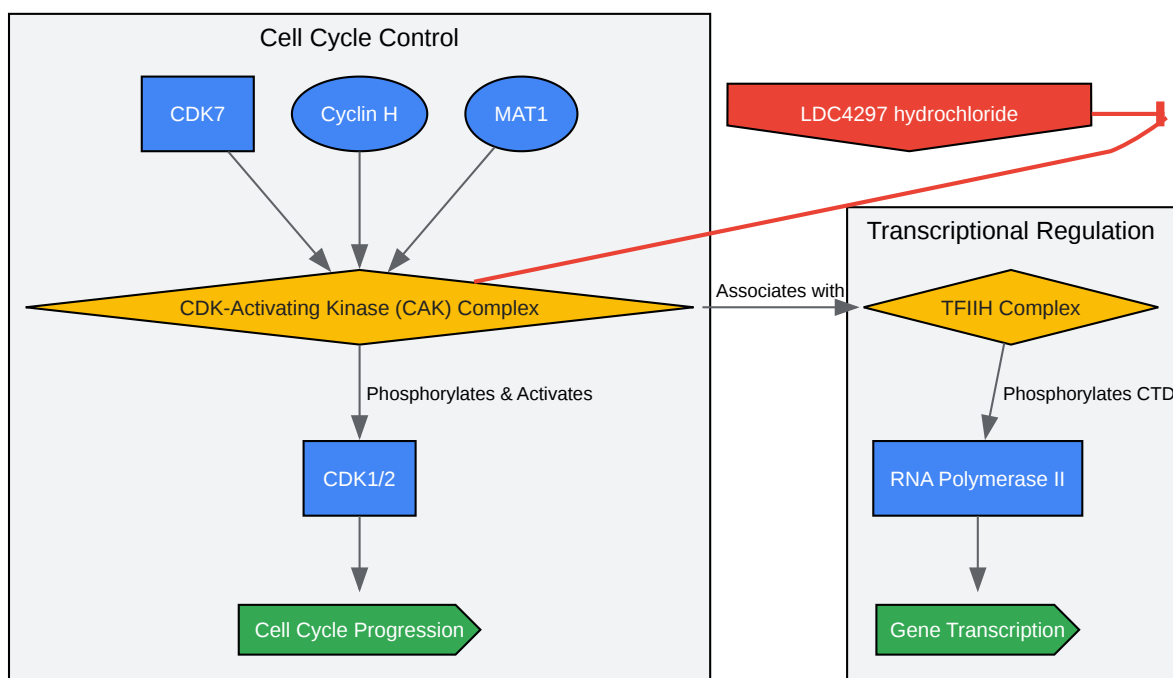 Cell Cycle Control
CDK7
Cyclin H
MAT1
LDC4297 hydrochloride
Transcriptional Regulation
CDK-Activating Kinase (CAK) Complex
Associates with
TFIIH Complex
Phosphorylates & Activates
Phosphorylates CTD
CDK1/2
RNA Polymerase II
Cell Cycle Progression
Gene Transcription